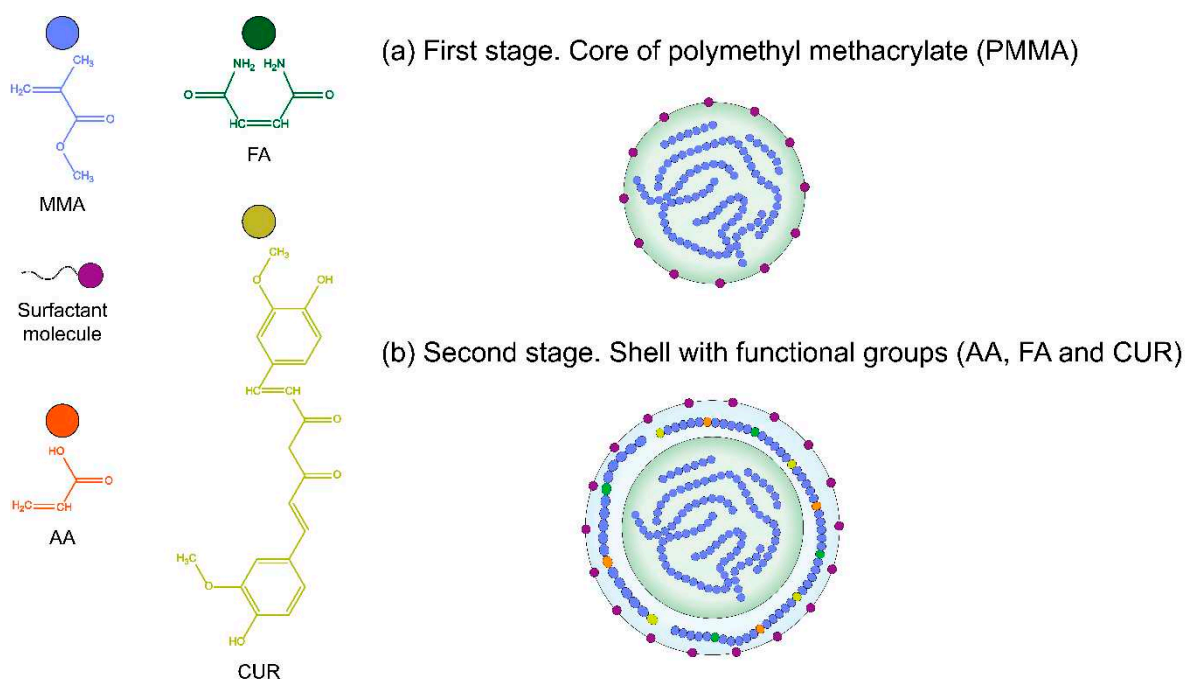 CH₃
H₂C
O
O
CH₃
MMA
NH₂ H₂N
O O
HC CH
FA
(a) First stage. Core of polymethyl methacrylate (PMMA)
Surfactant
molecule
HO
O
H₂C
CH
AA
CH₃
O
OH
HC CH
O
O
H₃C
O
HO
CUR
(b) Second stage. Shell with functional groups (AA, FA and CUR)